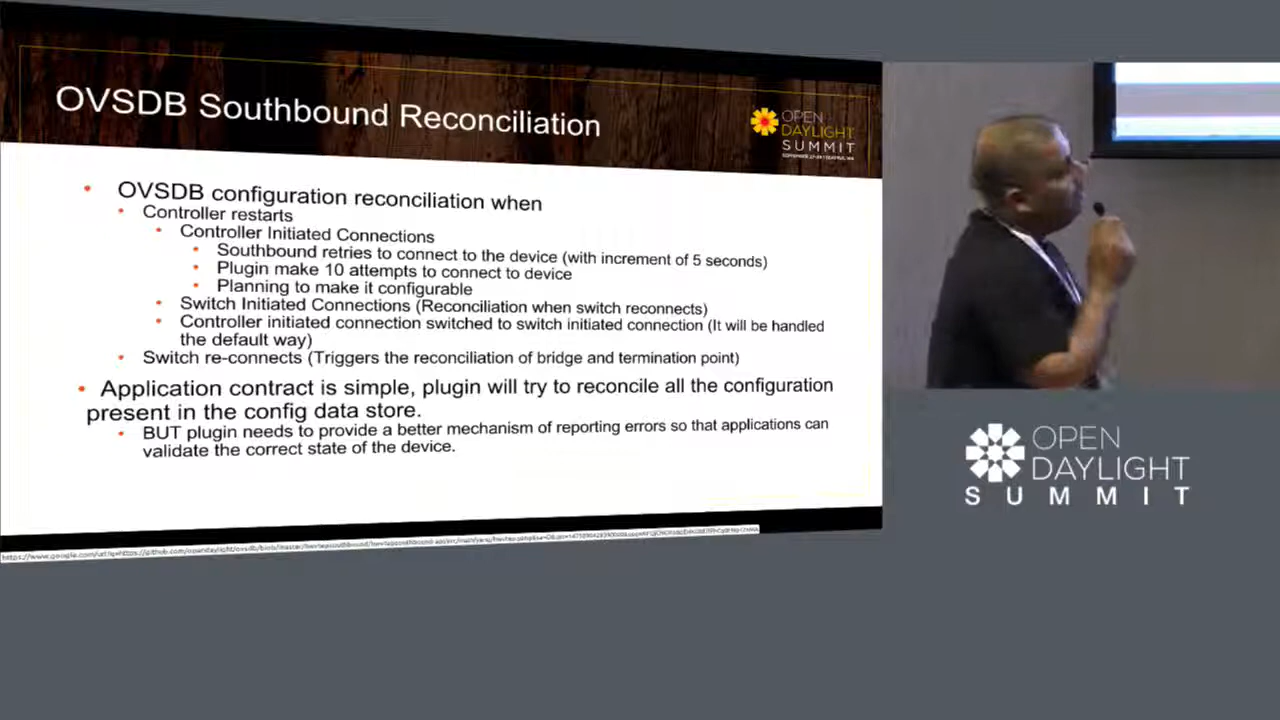 OVSDB Southbound Reconciliation
OPEN
DAYLIGHT
SUMMIT
• OVSDB configuration reconciliation when
• Controller restarts
• Controller Initiated Connections
• Southbound retries to connect to the device (with increment of 5 seconds)
• Plugin make 10 attempts to connect to device
• Planning to make it configurable
• Switch Initiated Connections (Reconciliation when switch reconnects)
• Controller initiated connection switched to switch initiated connection (It will be handled
the default way)
• Switch re-connects (Triggers the reconciliation of bridge and termination point)
• Application contract is simple, plugin will try to reconcile all the configuration
present in the config data store.
• BUT plugin needs to provide a better mechanism of reporting errors so that applications can
validate the correct state of the device.
OPEN
DAYLIGHT
SUMMIT